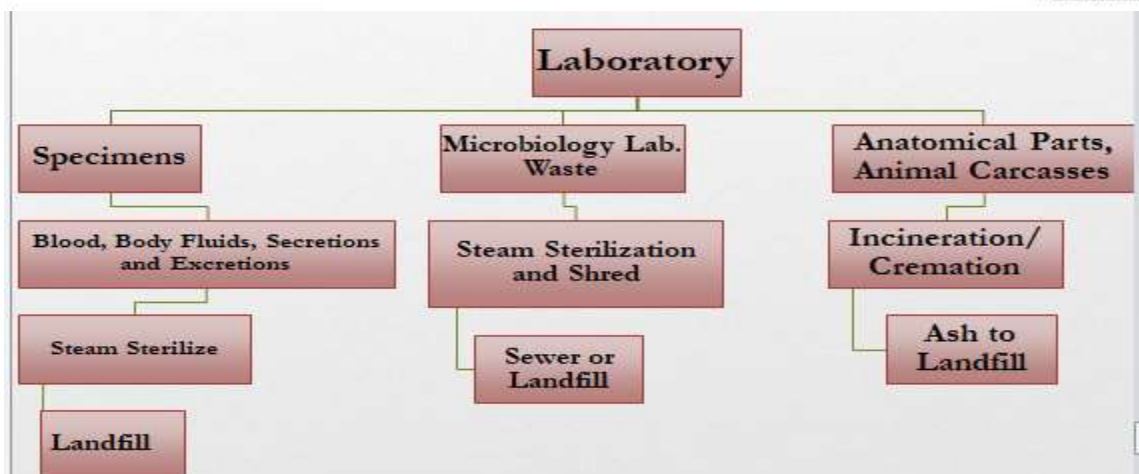 Laboratory
Specimens
Microbiology Lab.
Waste
Anatomical Parts,
Animal Carcasses
Blood, Body Fluids, Secretions
and Excretions
Steam Sterilization
and Shred
Incineration/
Cremation
Steam Sterilize
Sewer or
Landfill
Ash to
Landfill
Landfill